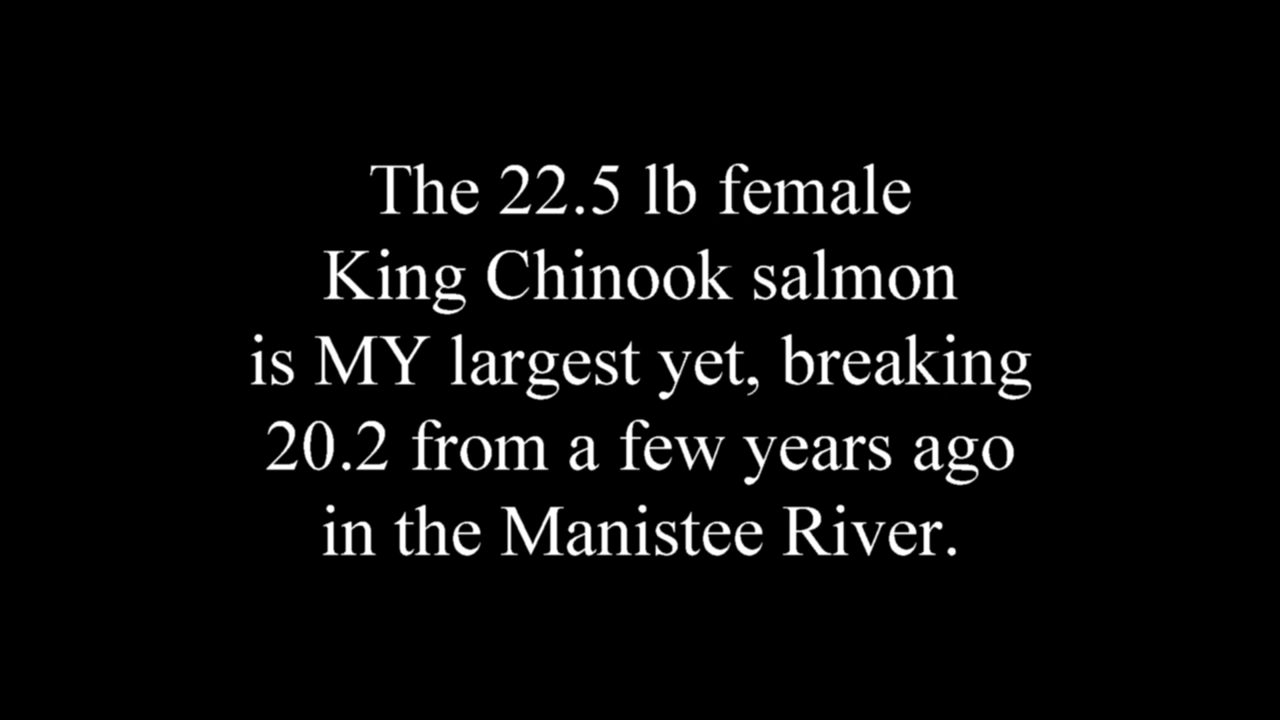 The 22.5 lb female
King Chinook salmon
is MY largest yet, breaking
20.2 from a few years ago
in the Manistee River.